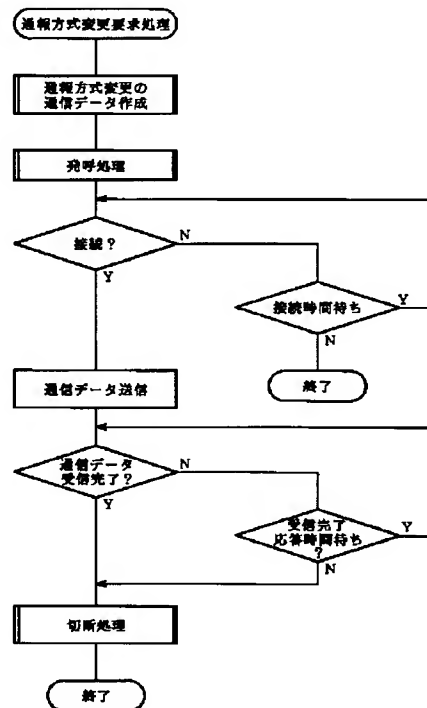 通報方式変更要求処理
通報方式変更の
通信データ作成
発呼処理
接続?
N
Y
接続時間待ち
Y
N
終了
通信データ送信
通信データ
受信完了?
N
Y
受信完了
応答時間待ち
?
Y
N
切断処理
終了